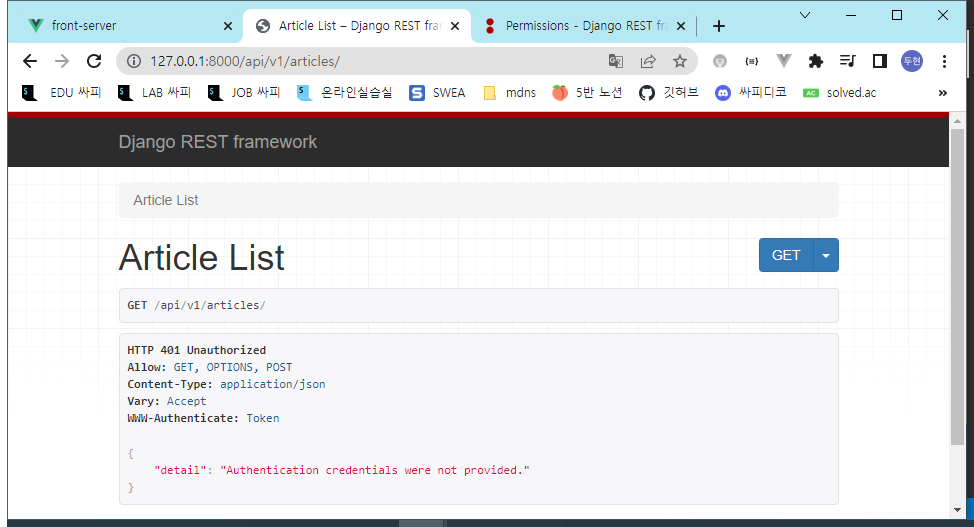 front-server
Article List – Django REST fra
Permissions - Django REST fr
127.0.0.1:8000/api/v1/articles/
두현
EDU 싸피
LAB 싸피
JOB 싸피
온라인실습실
SWEA
mdns
5반 노션
깃허브
싸피디코
solved.ac
Django REST framework
Article List
Article List
GET
GET /api/v1/articles/
HTTP 401 Unauthorized
Allow: GET, OPTIONS, POST
Content-Type: application/json
Vary: Accept
WWW-Authenticate: Token
{
"detail": "Authentication credentials were not provided."
}